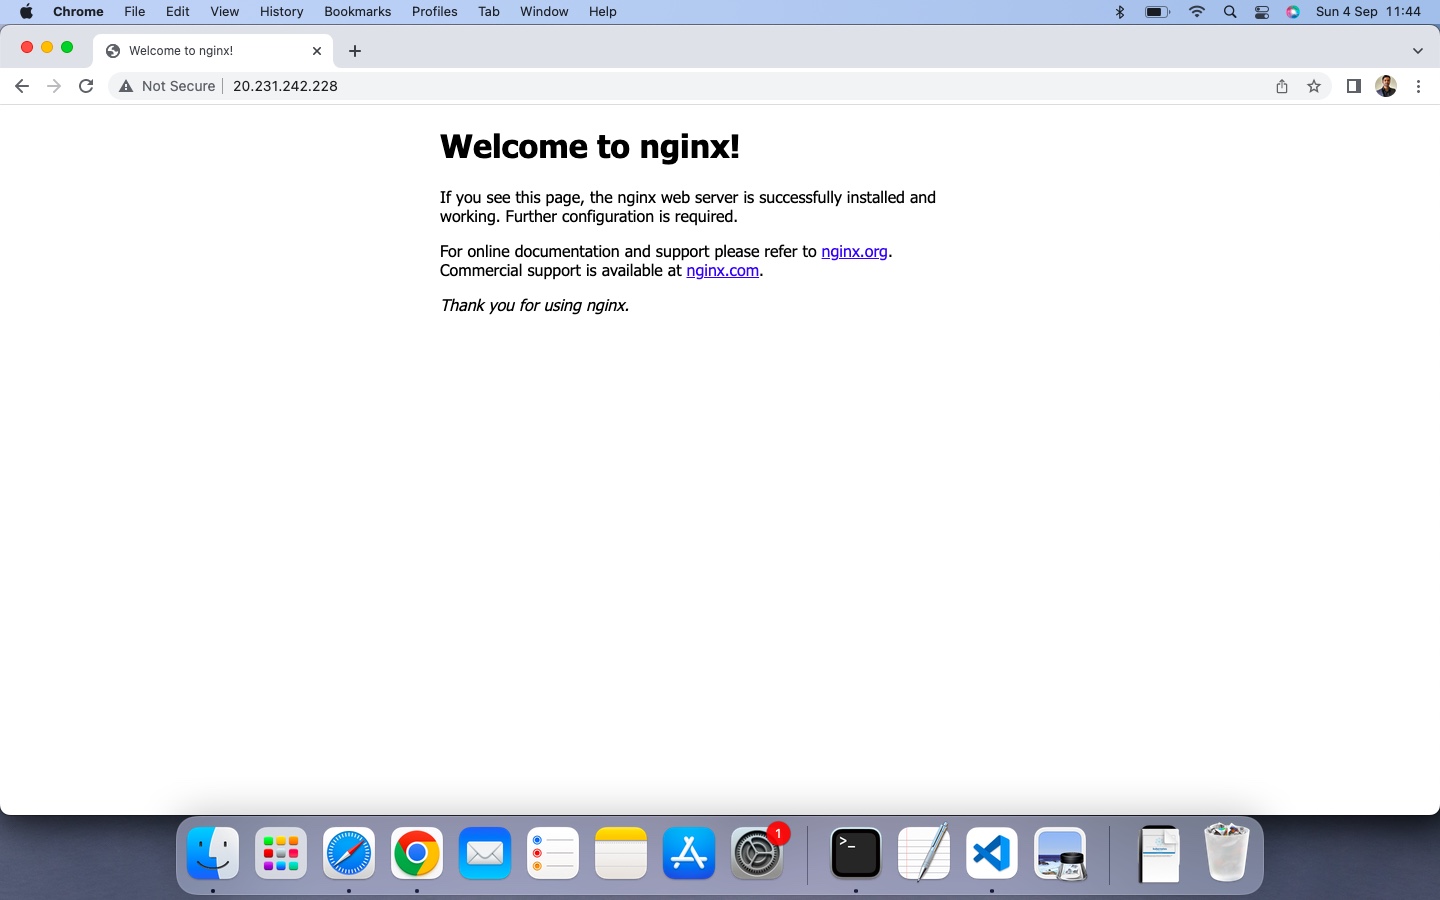 Chrome File Edit View History Bookmarks Profiles Tab Window Help Sun 4 Sep 11:44
Welcome to nginx!
Not Secure 20.231.242.228
Welcome to nginx!
If you see this page, the nginx web server is successfully installed and
working. Further configuration is required.
For online documentation and support please refer to nginx.org.
Commercial support is available at nginx.com.
Thank you for using nginx.
1
>_